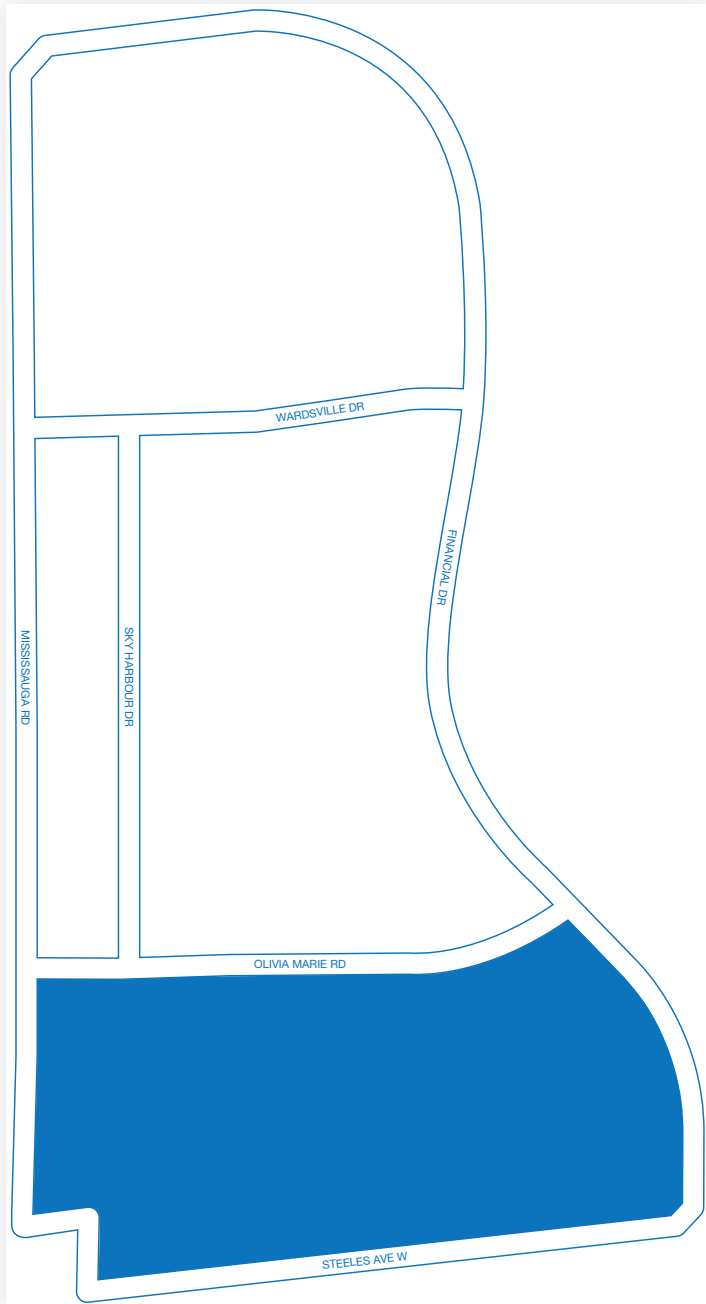 WARDSVILLE DR
FINANCIAL DR
MISSISSAUGA RD
SKY HARBOUR DR
OLIVIA MARIE RD
STEELES AVE W